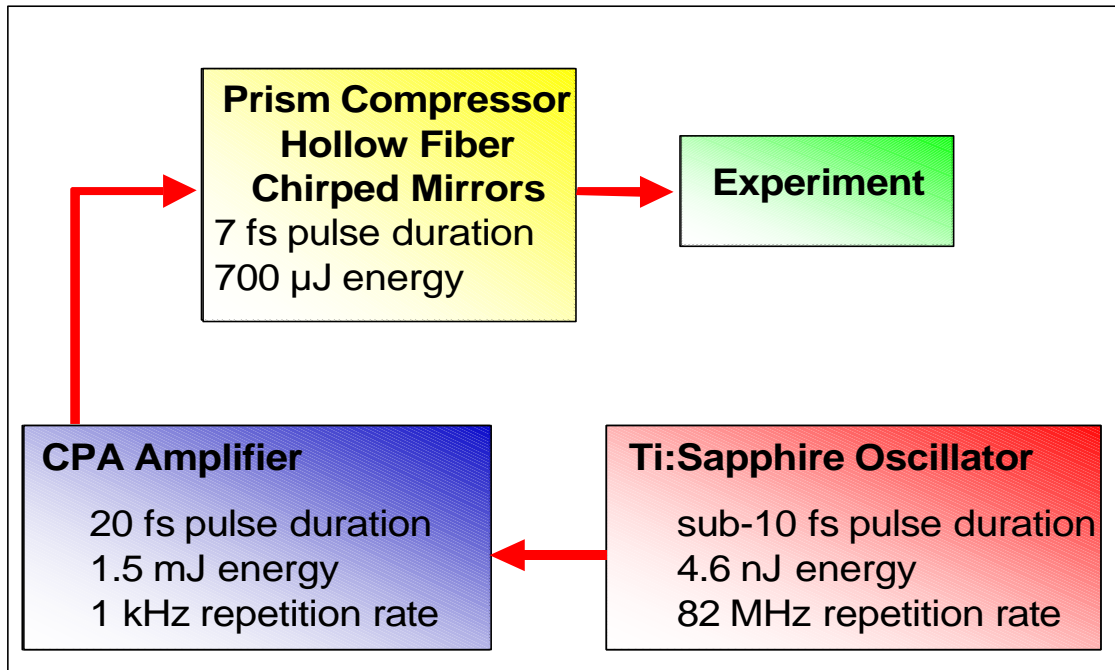 Prism Compressor
Hollow Fiber
Chirped Mirrors
7 fs pulse duration
700 µJ energy
Experiment
CPA Amplifier
20 fs pulse duration
1.5 mJ energy
1 kHz repetition rate
Ti:Sapphire Oscillator
sub-10 fs pulse duration
4.6 nJ energy
82 MHz repetition rate